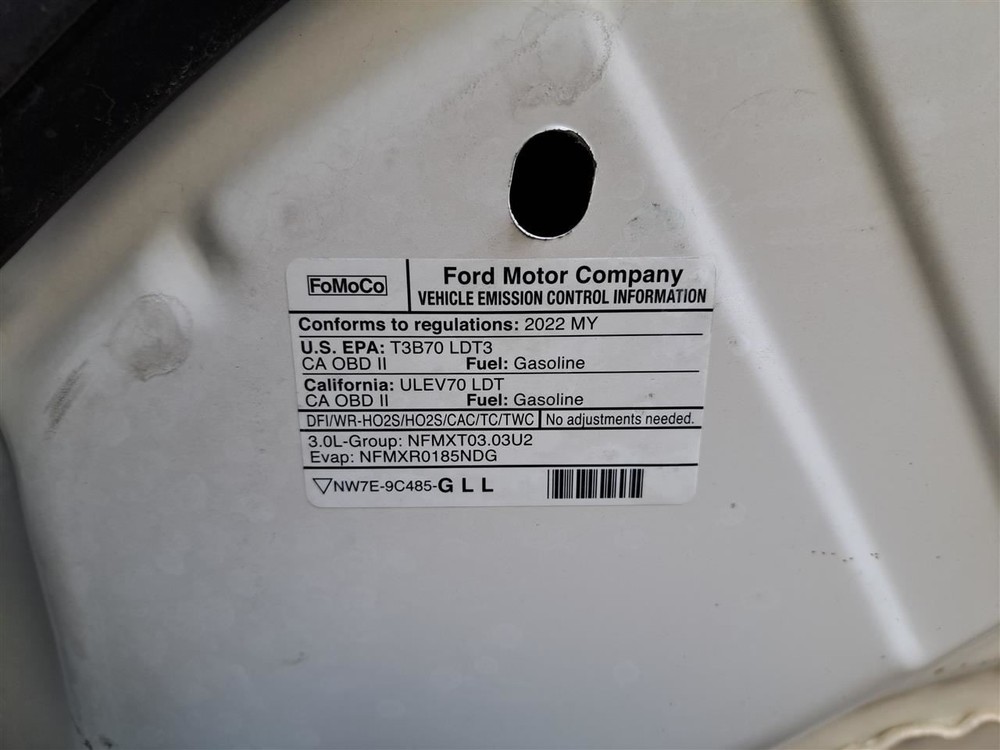 FoMoCo
Ford Motor Company
VEHICLE EMISSION CONTROL INFORMATION
Conforms to regulations: 2022 MY
U.S. EPA: T3B70 LDT3
CA OBD II Fuel: Gasoline
California: ULEV70 LDT
CA OBD II Fuel: Gasoline
DFI/WR-HO2S/HO2S/CAC/TC/TWC No adjustments needed.
3.0L-Group: NFMXT03.03U2
Evap: NFMXR0185NDG
NW7E-9C485-G L L